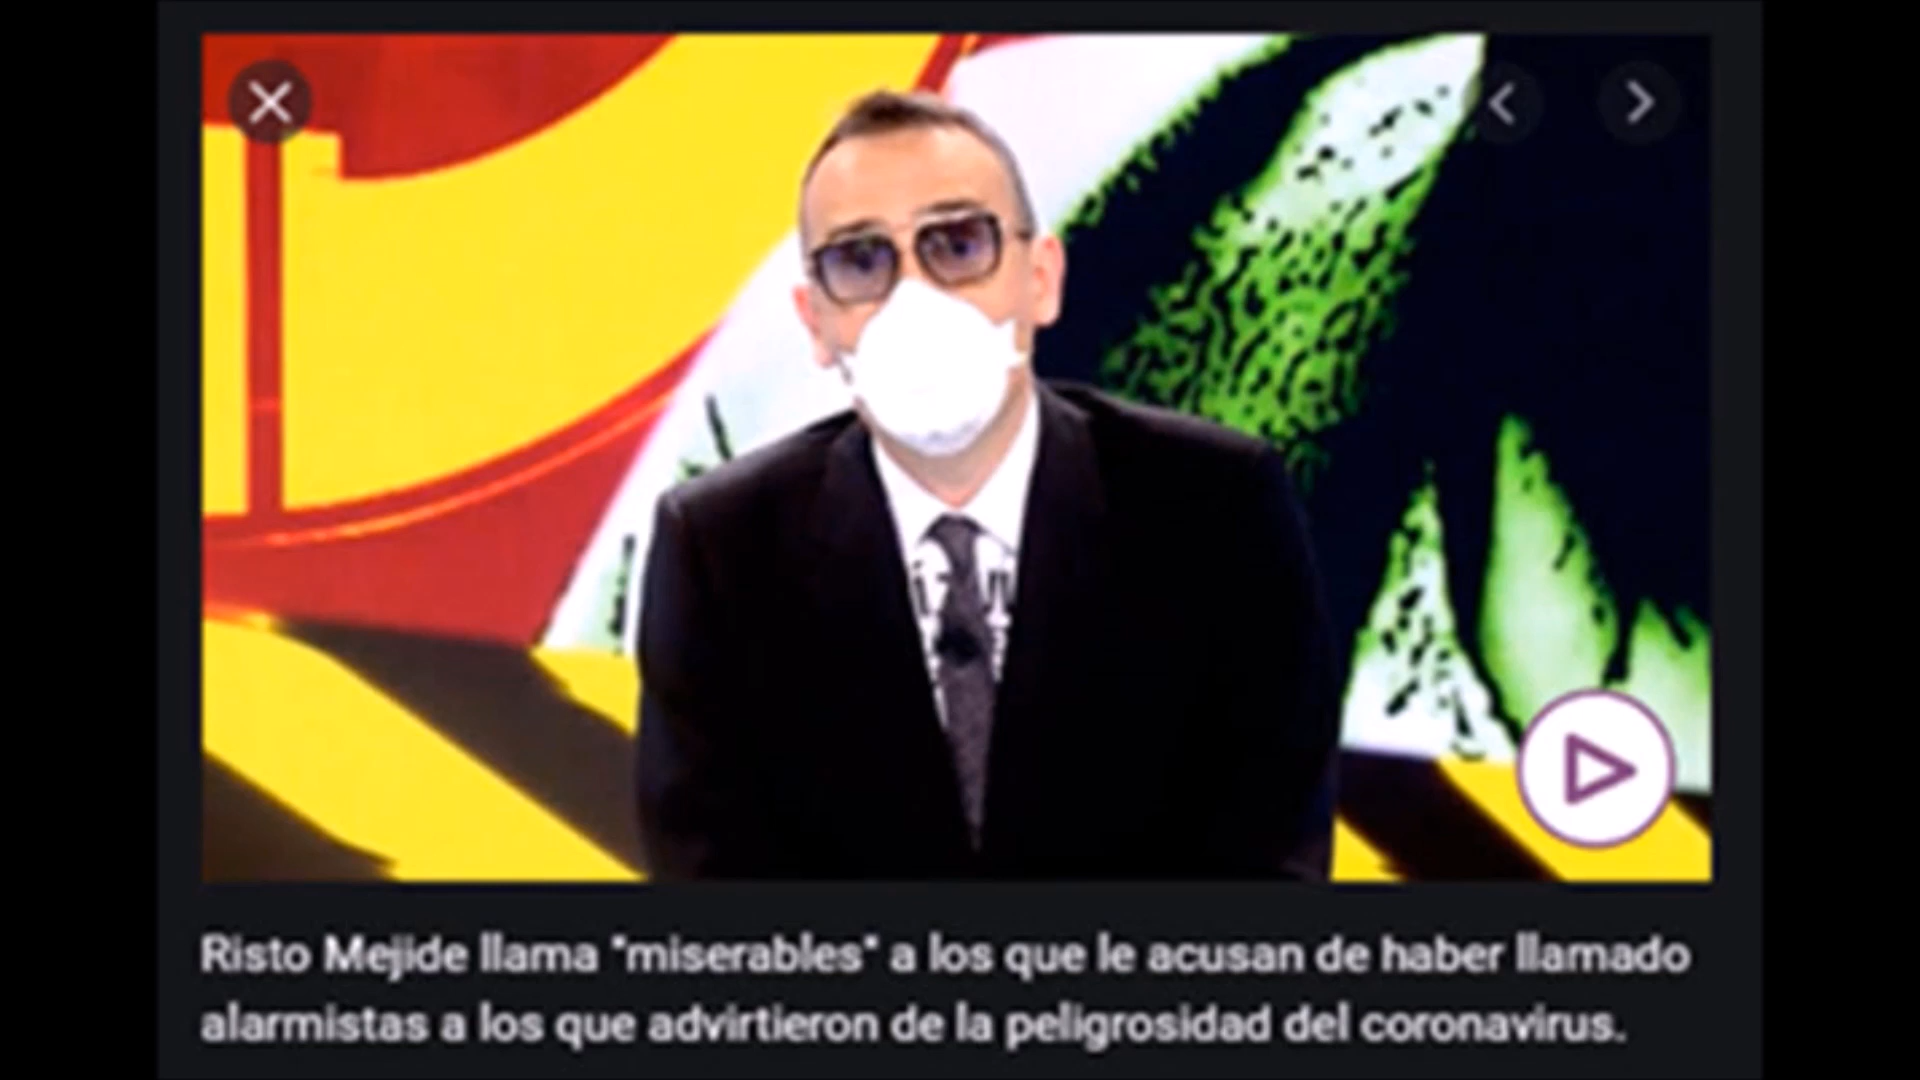 Risto Mejide llama "miserables" a los que le acusan de haber llamado
alarmistas a los que advirtieron de la peligrosidad del coronavirus.